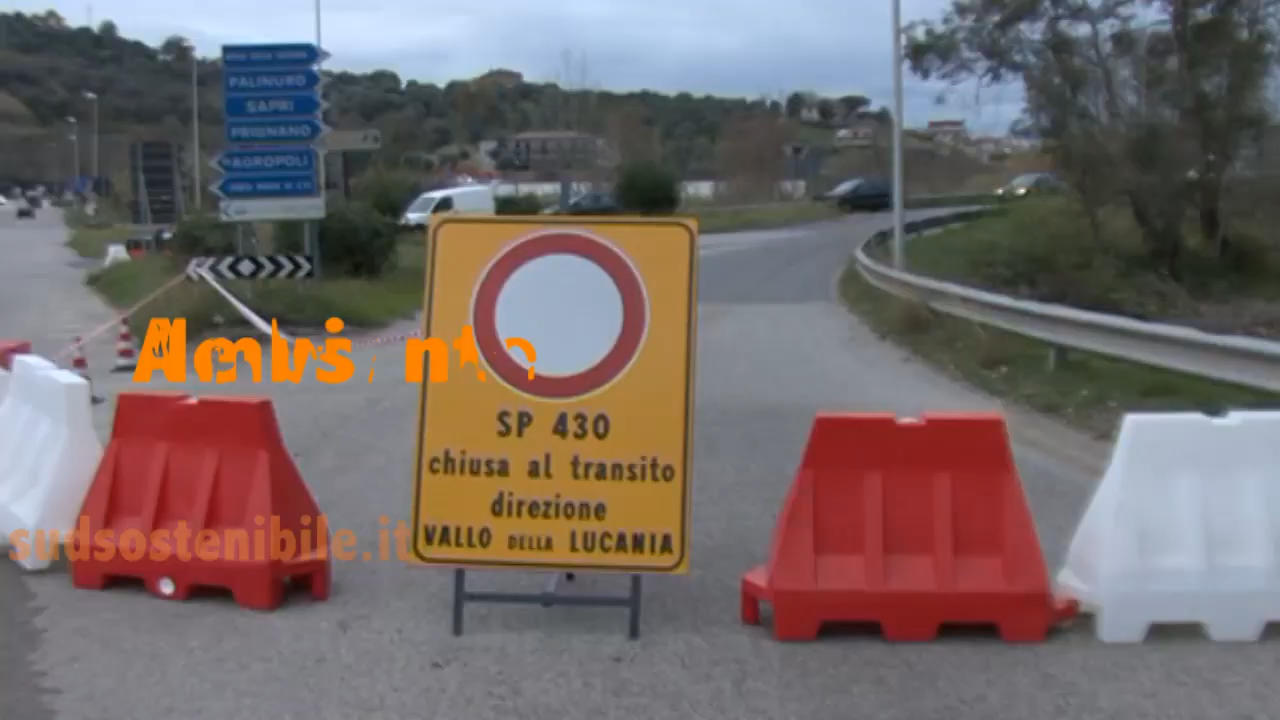 PALINURO
SAPRI
PRIGNANO
AGROPOLI
SP 430
chiusa al transito
direzione
VALLO DELLA LUCANIA
sudsostenibile.it